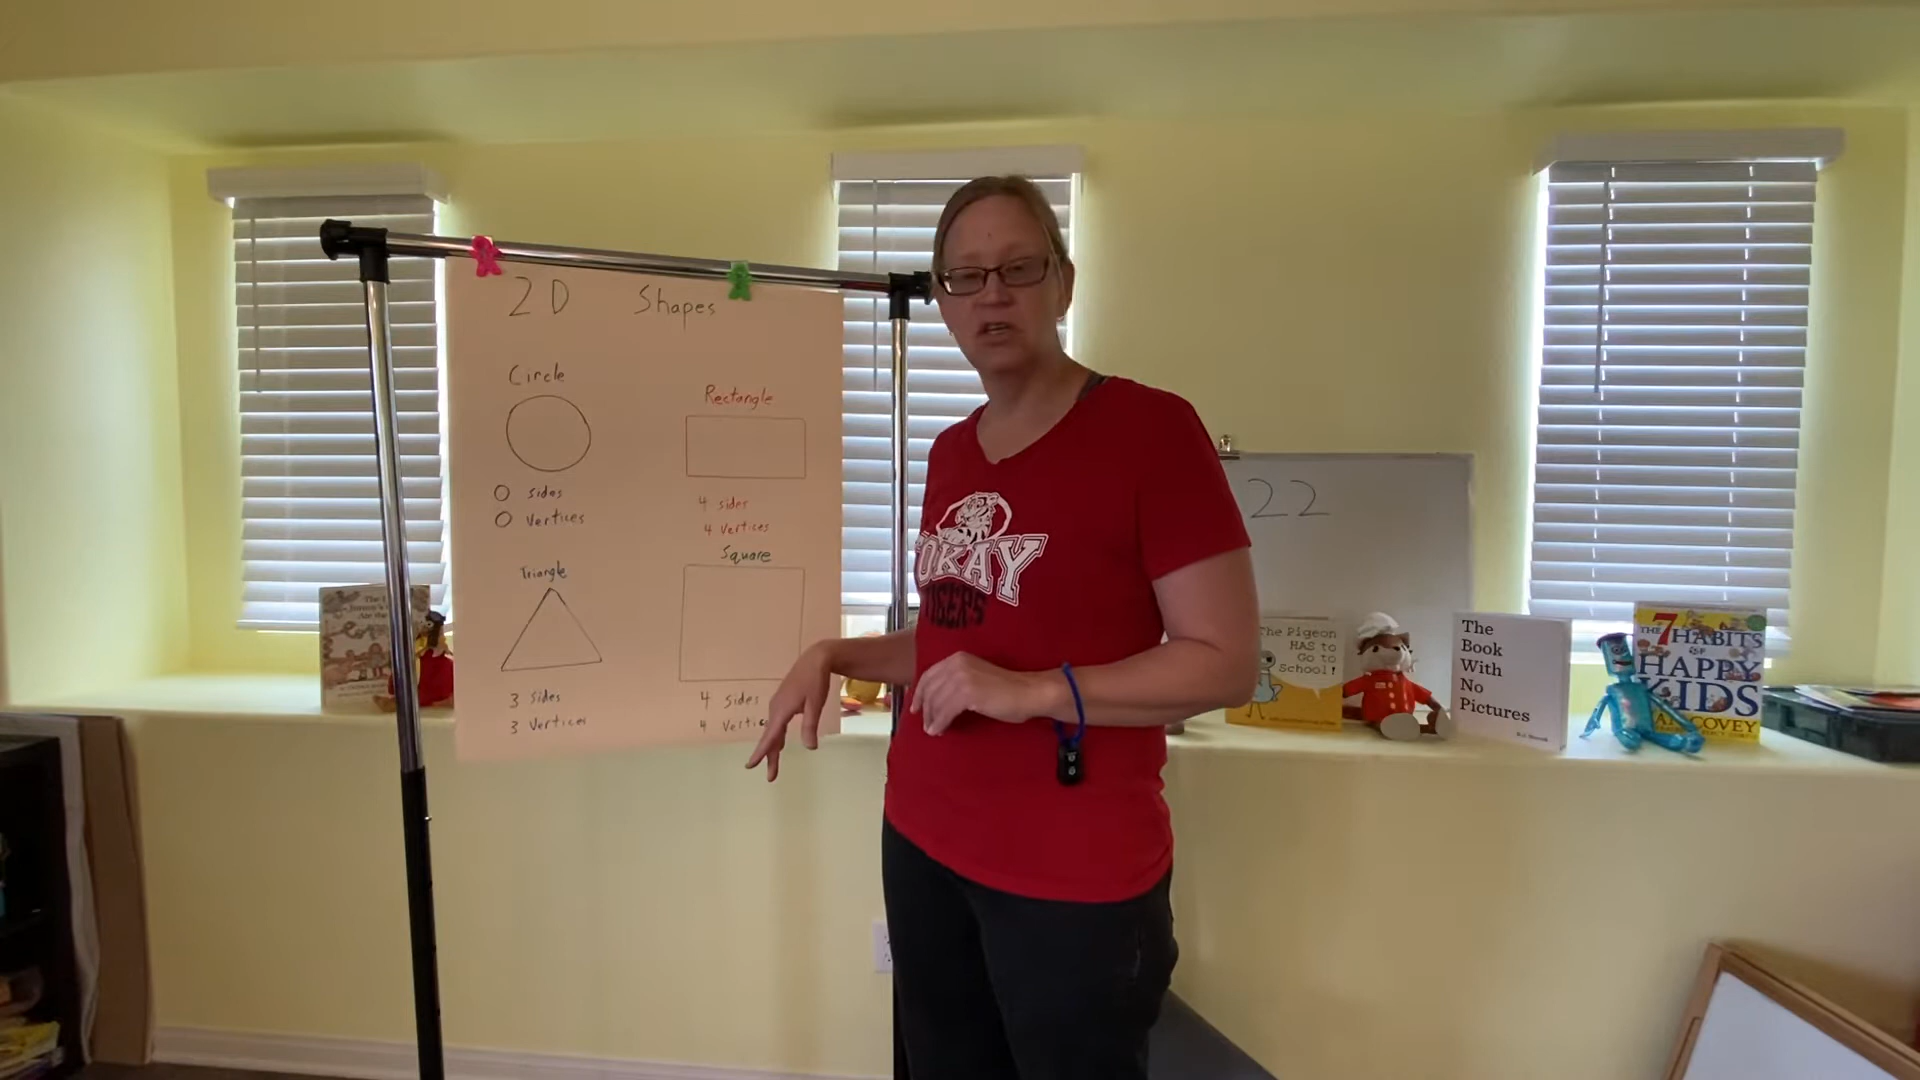 2D Shapes
Circle
0 sides
0 vertices
Rectangle
4 sides
4 vertices
Triangle
3 sides
3 vertices
Square
4 sides
4
OKAY
TIGERS
22
The Pigeon
HAS to
Go to
School!
The
Book
With
No
Pictures
THE 7 HABITS
OF
HAPPY
KIDS
COVEY